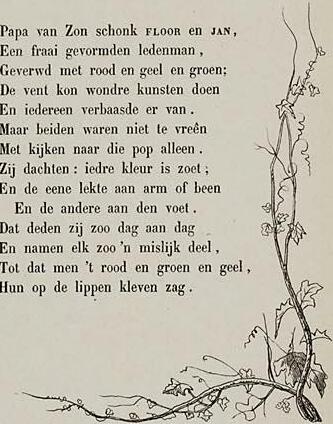 Papa van Zon schonk FLOOR en JAN,
Een fraai gevormden ledenman,
Geverwd met rood en geel en groen;
De vent kon wondre kunsten doen
En iedereen verbaasde er van.
Maar beiden waren niet te vreên
Met kijken naar die pop alleen.
Zij dachten: iedre kleur is zoet;
En de eene lekte aan arm of been
En de andere aan den voet.
Dat deden zij zoo dag aan dag
En namen elk zoo 'n mislijk deel,
Tot dat men 't rood en groen en geel,
Hun op de lippen kleven zag.